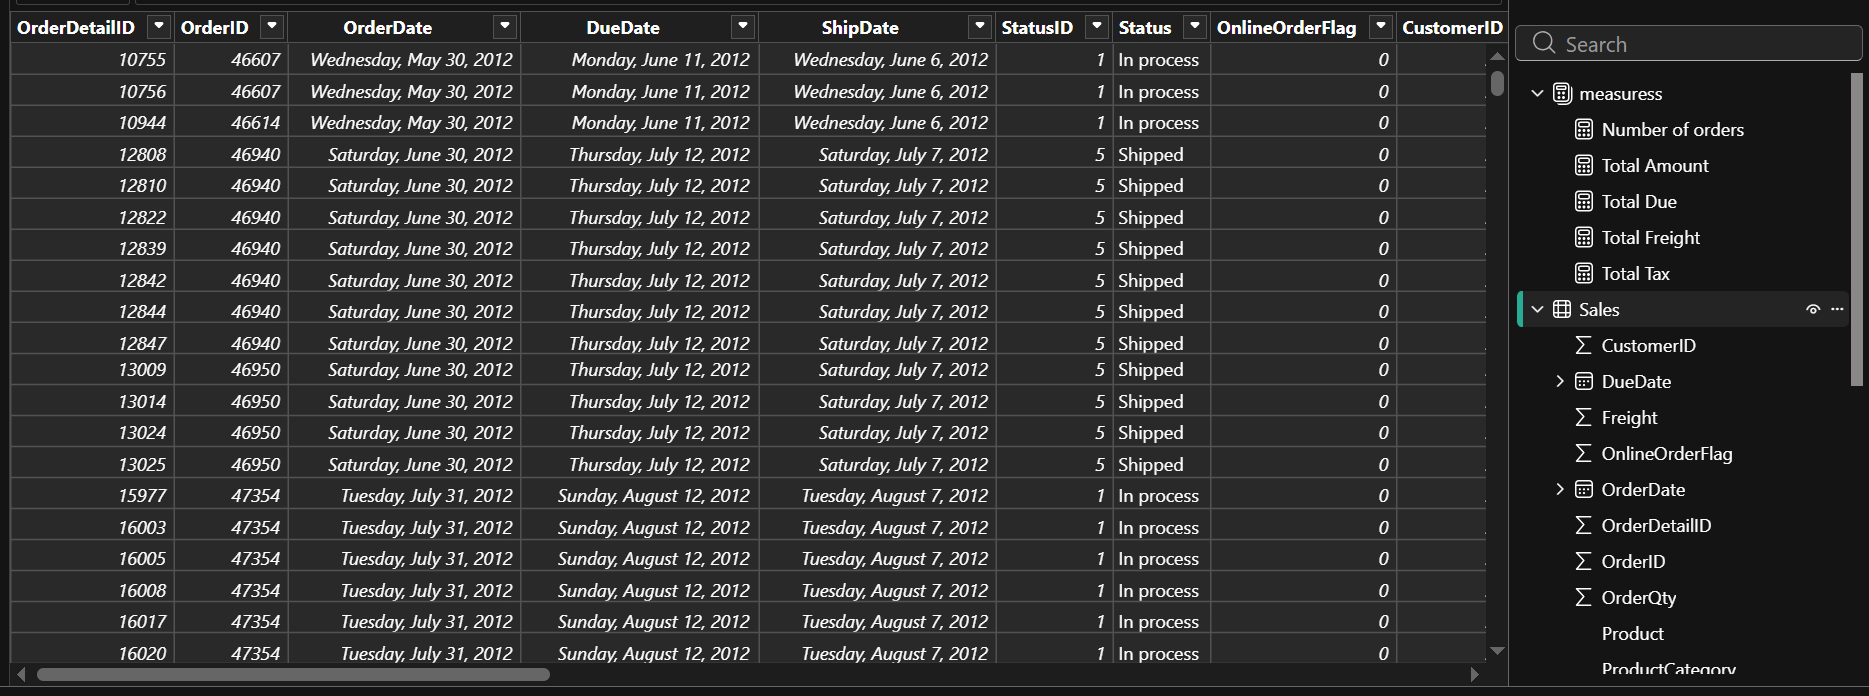 OrderDetailID OrderID OrderDate DueDate ShipDate StatusID Status OnlineOrderFlag CustomerID
10755 46607 Wednesday, May 30, 2012 Monday, June 11, 2012 Wednesday, June 6, 2012 1 In process 0
10756 46607 Wednesday, May 30, 2012 Monday, June 11, 2012 Wednesday, June 6, 2012 1 In process 0
10944 46614 Wednesday, May 30, 2012 Monday, June 11, 2012 Wednesday, June 6, 2012 1 In process 0
12808 46940 Saturday, June 30, 2012 Thursday, July 12, 2012 Saturday, July 7, 2012 5 Shipped 0
12810 46940 Saturday, June 30, 2012 Thursday, July 12, 2012 Saturday, July 7, 2012 5 Shipped 0
12822 46940 Saturday, June 30, 2012 Thursday, July 12, 2012 Saturday, July 7, 2012 5 Shipped 0
12839 46940 Saturday, June 30, 2012 Thursday, July 12, 2012 Saturday, July 7, 2012 5 Shipped 0
12842 46940 Saturday, June 30, 2012 Thursday, July 12, 2012 Saturday, July 7, 2012 5 Shipped 0
12844 46940 Saturday, June 30, 2012 Thursday, July 12, 2012 Saturday, July 7, 2012 5 Shipped 0
12847 46940 Saturday, June 30, 2012 Thursday, July 12, 2012 Saturday, July 7, 2012 5 Shipped 0
13009 46950 Saturday, June 30, 2012 Thursday, July 12, 2012 Saturday, July 7, 2012 5 Shipped 0
13014 46950 Saturday, June 30, 2012 Thursday, July 12, 2012 Saturday, July 7, 2012 5 Shipped 0
13024 46950 Saturday, June 30, 2012 Thursday, July 12, 2012 Saturday, July 7, 2012 5 Shipped 0
13025 46950 Saturday, June 30, 2012 Thursday, July 12, 2012 Saturday, July 7, 2012 5 Shipped 0
15977 47354 Tuesday, July 31, 2012 Sunday, August 12, 2012 Tuesday, August 7, 2012 1 In process 0
16003 47354 Tuesday, July 31, 2012 Sunday, August 12, 2012 Tuesday, August 7, 2012 1 In process 0
16005 47354 Tuesday, July 31, 2012 Sunday, August 12, 2012 Tuesday, August 7, 2012 1 In process 0
16008 47354 Tuesday, July 31, 2012 Sunday, August 12, 2012 Tuesday, August 7, 2012 1 In process 0
16017 47354 Tuesday, July 31, 2012 Sunday, August 12, 2012 Tuesday, August 7, 2012 1 In process 0
16020 47354 Tuesday, July 31, 2012 Sunday, August 12, 2012 Tuesday, August 7, 2012 1 In process 0
Search
measuress
Number of orders
Total Amount
Total Due
Total Freight
Total Tax
Sales
CustomerID
DueDate
Freight
OnlineOrderFlag
OrderDate
OrderDetailID
OrderID
OrderQty
Product
ProductCategory